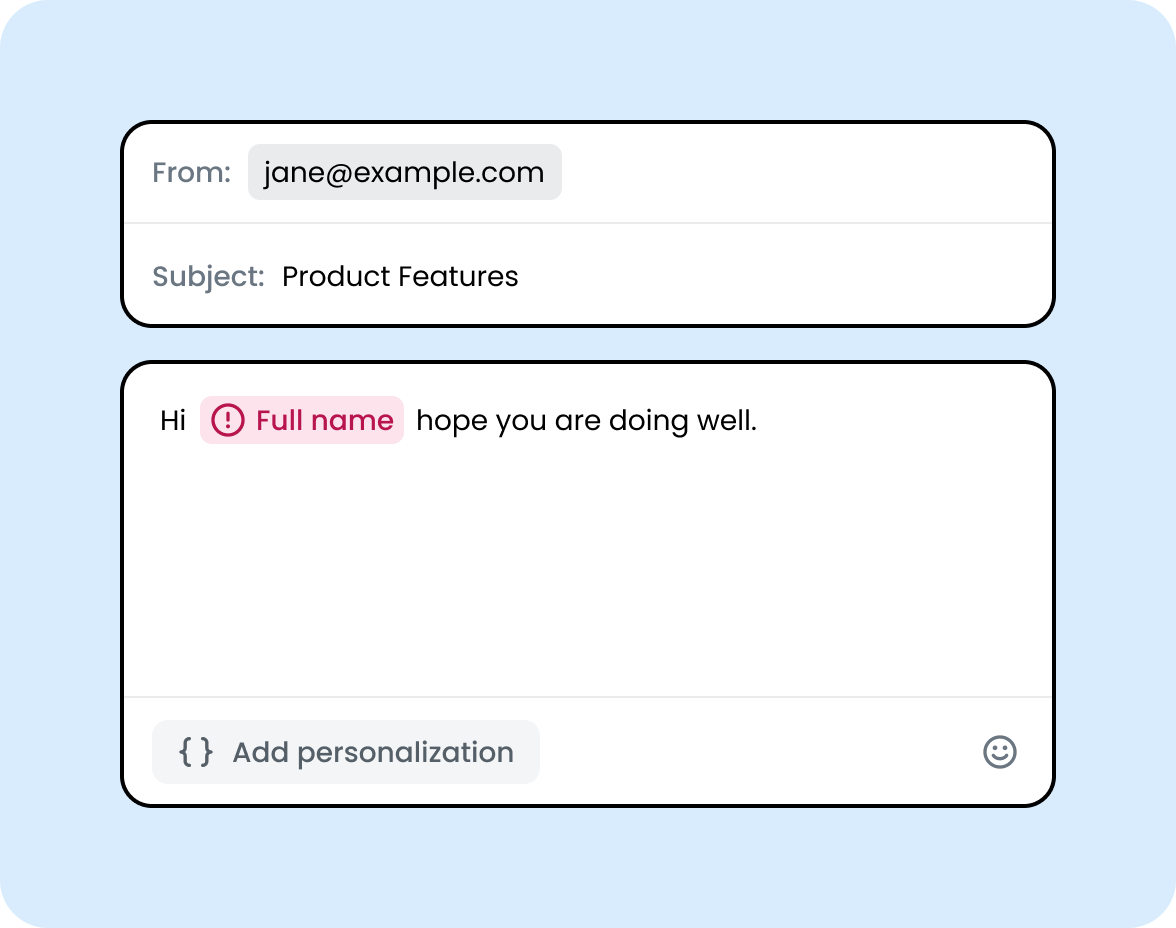 From: jane@example.com
Subject: Product Features
Hi Full name hope you are doing well.
{ } Add personalization